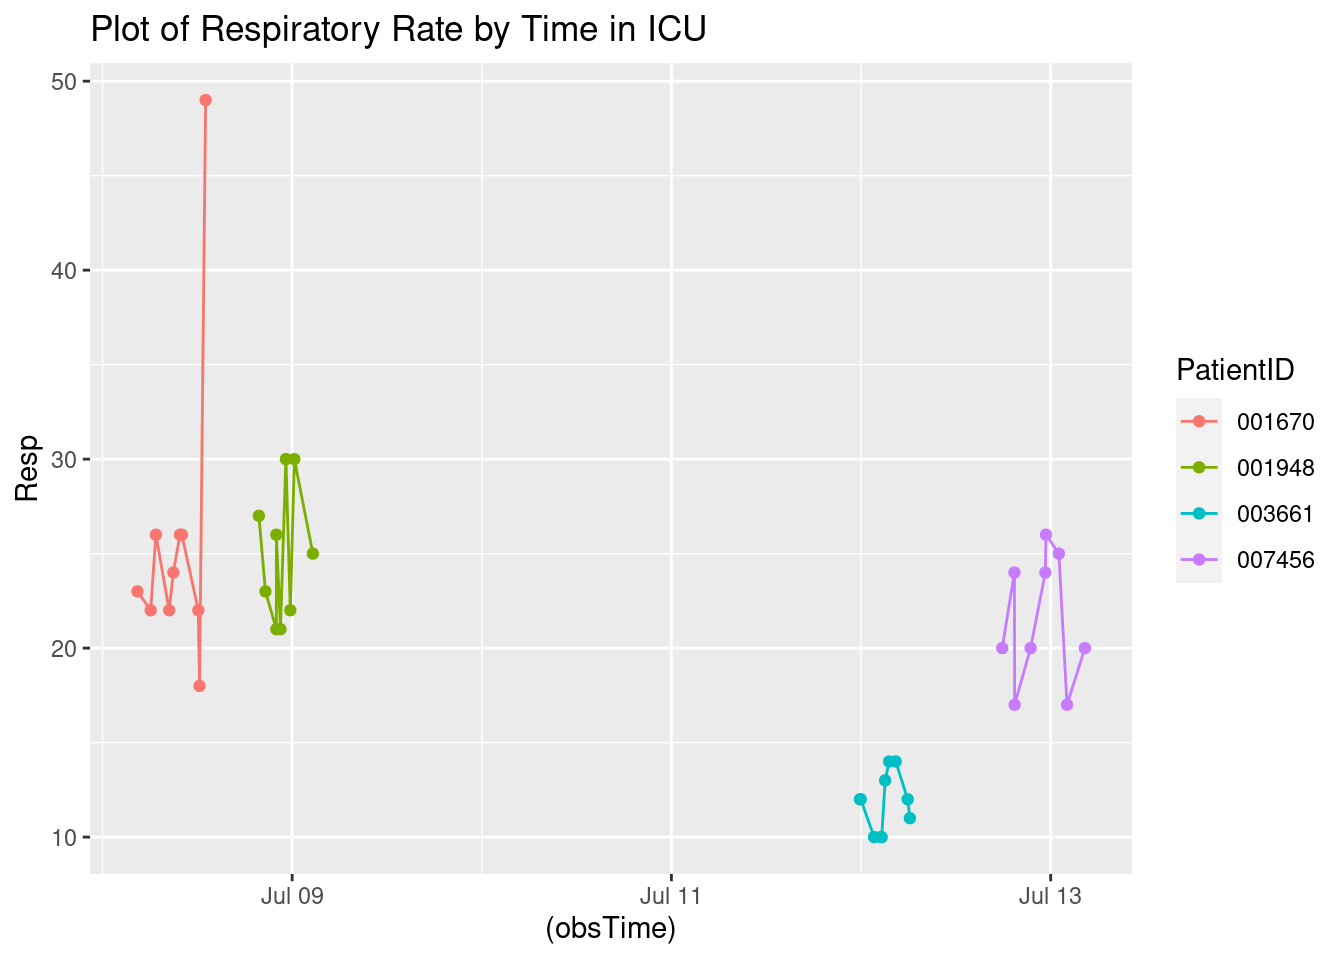 Plot of Respiratory Rate by Time in ICU
50
40
30
20
10
Resp
Jul 09
Jul 11
Jul 13
(obsTime)
PatientID
001670
001948
003661
007456